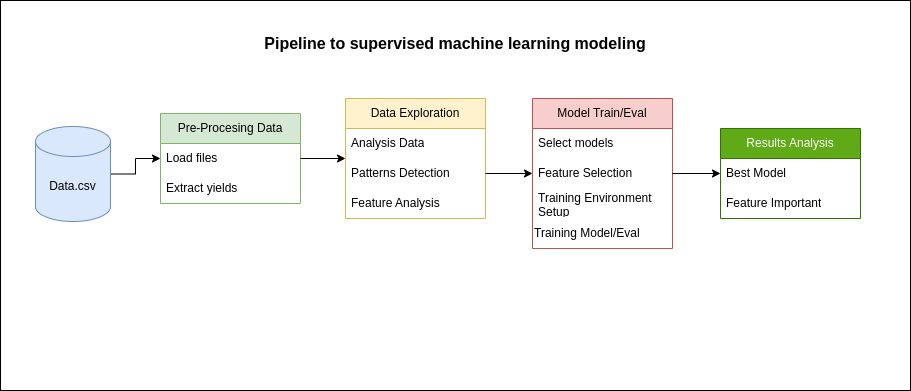 Pipeline to supervised machine learning modeling
Data.csv
Pre-Procesing Data
Load files
Extract yields
Data Exploration
Analysis Data
Patterns Detection
Feature Analysis
Model Train/Eval
Select models
Feature Selection
Training Environment
Setup
Training Model/Eval
Results Analysis
Best Model
Feature Important